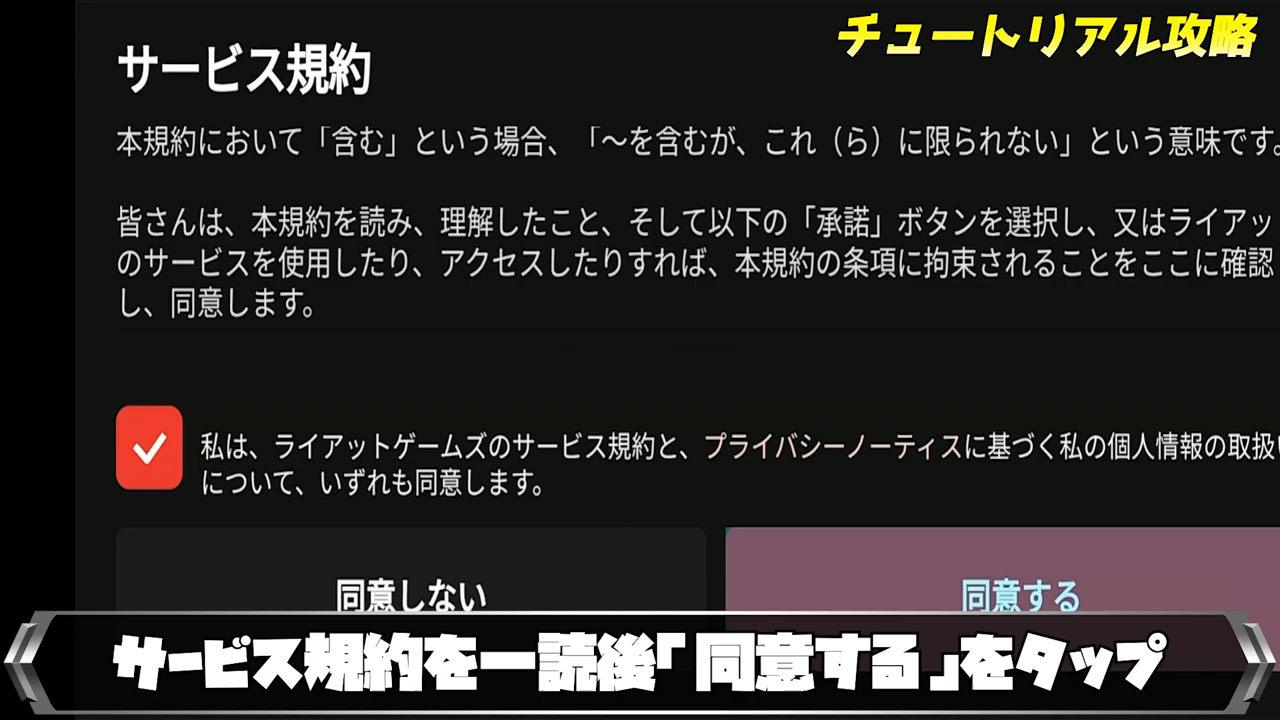 チュートリアル攻略
サービス規約
本規約において「含む」という場合、「～を含むが、これ（ら）に限られない」という意味です。
皆さんは、本規約を読み、理解したこと、そして以下の「承諾」ボタンを選択し、又はライアッ
のサービスを使用したり、アクセスしたりすれば、本規約の条項に拘束されることをここに確認
し、同意します。
私は、ライアットゲームズのサービス規約と、プライバシーノーティスに基づく私の個人情報の取扱い
について、いずれも同意します。
同意しない
同意する
サービス規約を一読後「同意する」をタップ